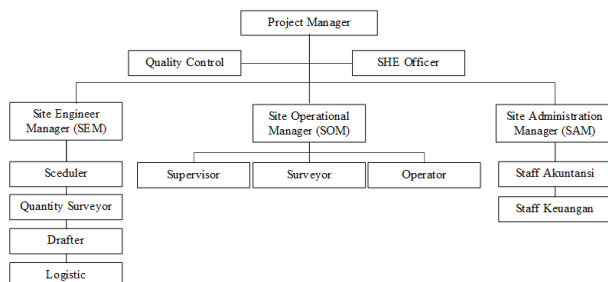 Project Manager
Quality Control
SHE Officer
Site Engineer
Manager (SEM)
Site Operational
Manager (SOM)
Site Administration
Manager (SAM)
Sceduler
Supervisor
Surveyor
Operator
Staff Akuntansi
Quantity Surveyor
Staff Keuangan
Drafter
Logistic